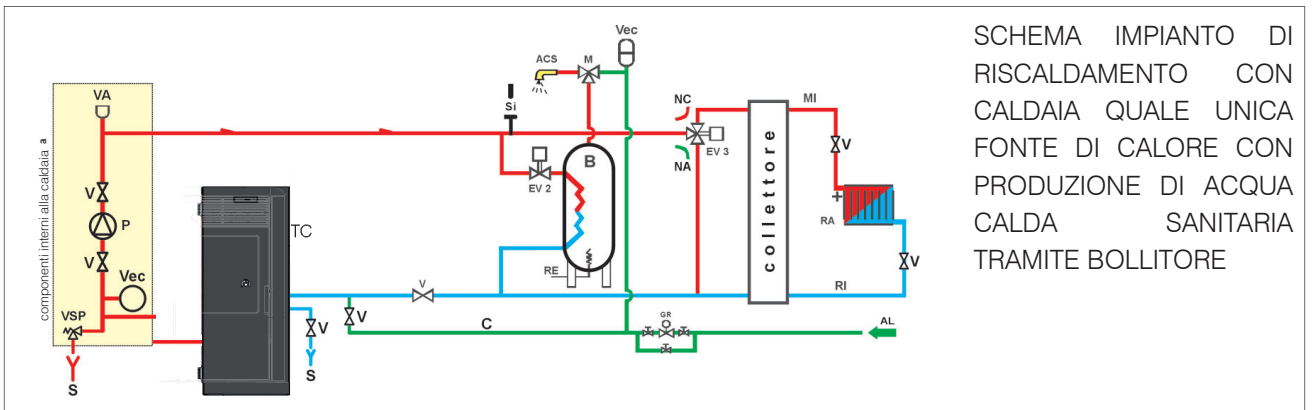 SCHEMA IMPIANTO DI
RISCALDAMENTO CON
CALDAIA QUALE UNICA
FONTE DI CALORE CON
PRODUZIONE DI ACQUA
CALDA SANITARIA
TRAMITE BOLLITORE
componenti interni alla caldaia a
VA
V
P
V
Vec
VSP
S
TC
V
S
V
C
V
Si
EV 2
B
RE
ACS
M
Vec
NC
NA
EV 3
GR
AL
collettore
MI
V
RA
V
RI